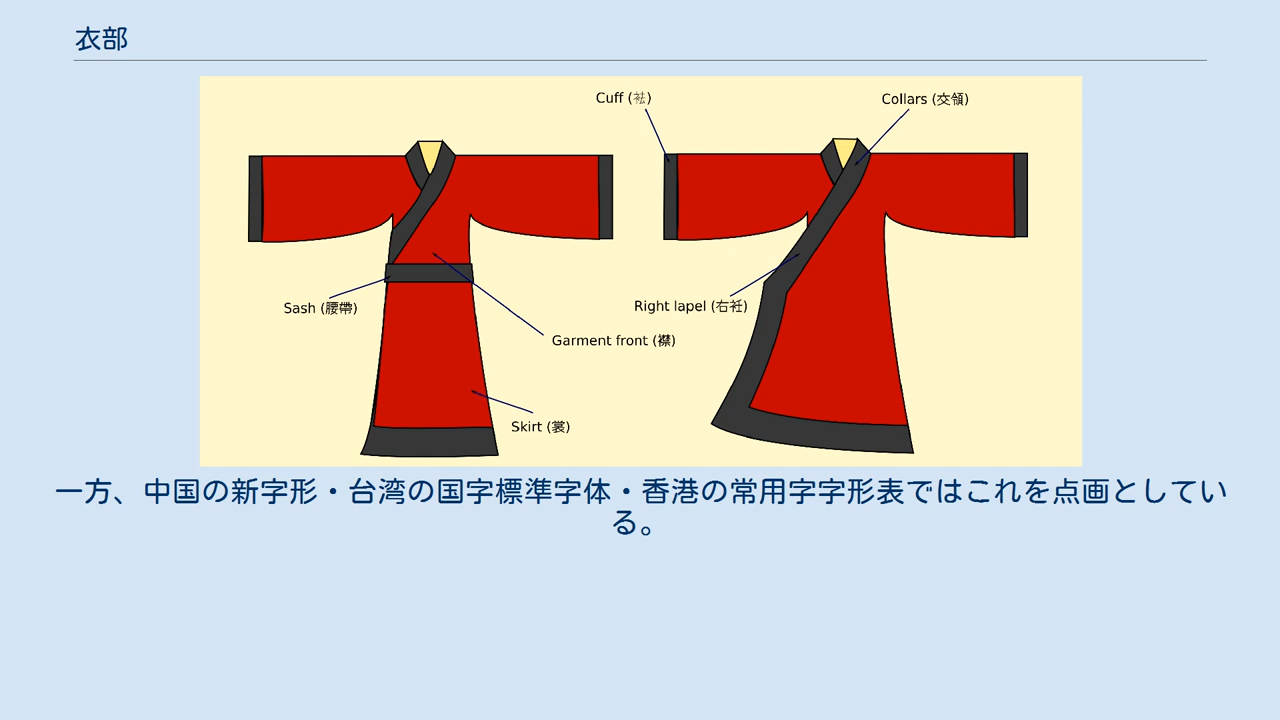 衣部
Cuff (袪)
Collars (交領)
Sash (腰帶)
Right lapel (右衽)
Garment front (襟)
Skirt (裳)
一方、中国の新字形・台湾の国字標準字体・香港の常用字字形表ではこれを点画としてい
る。